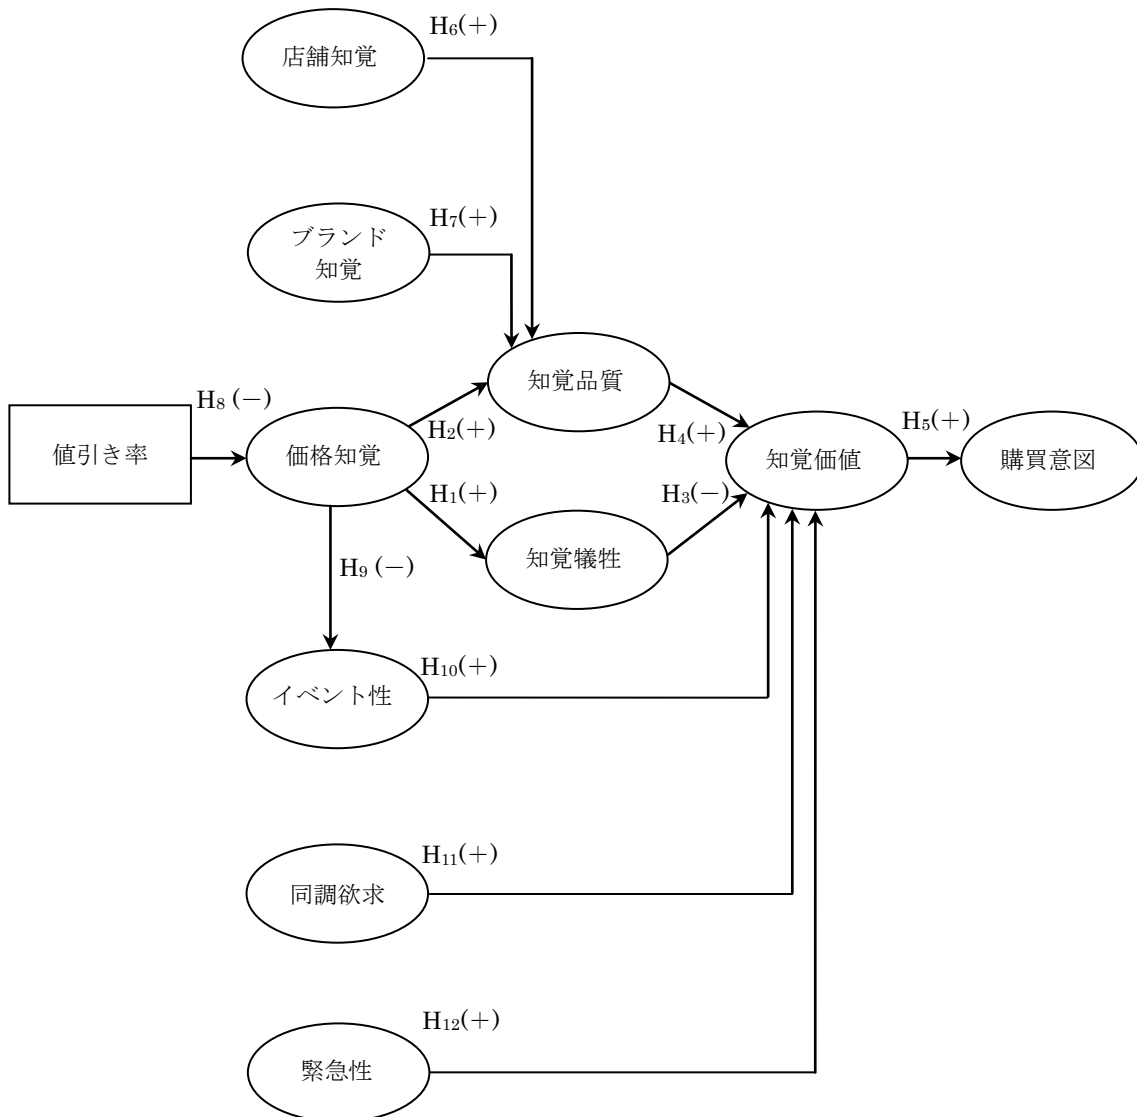 H6(+)
店舗知覚
H7(+)
ブランド
知覚
知覚品質
H8 (−)
値引き率
価格知覚
H2(+)
H4(+)
H5(+)
知覚価値
購買意図
H1(+)
H3(−)
知覚犠牲
H9 (−)
H10(+)
イベント性
H11(+)
同調欲求
H12(+)
緊急性